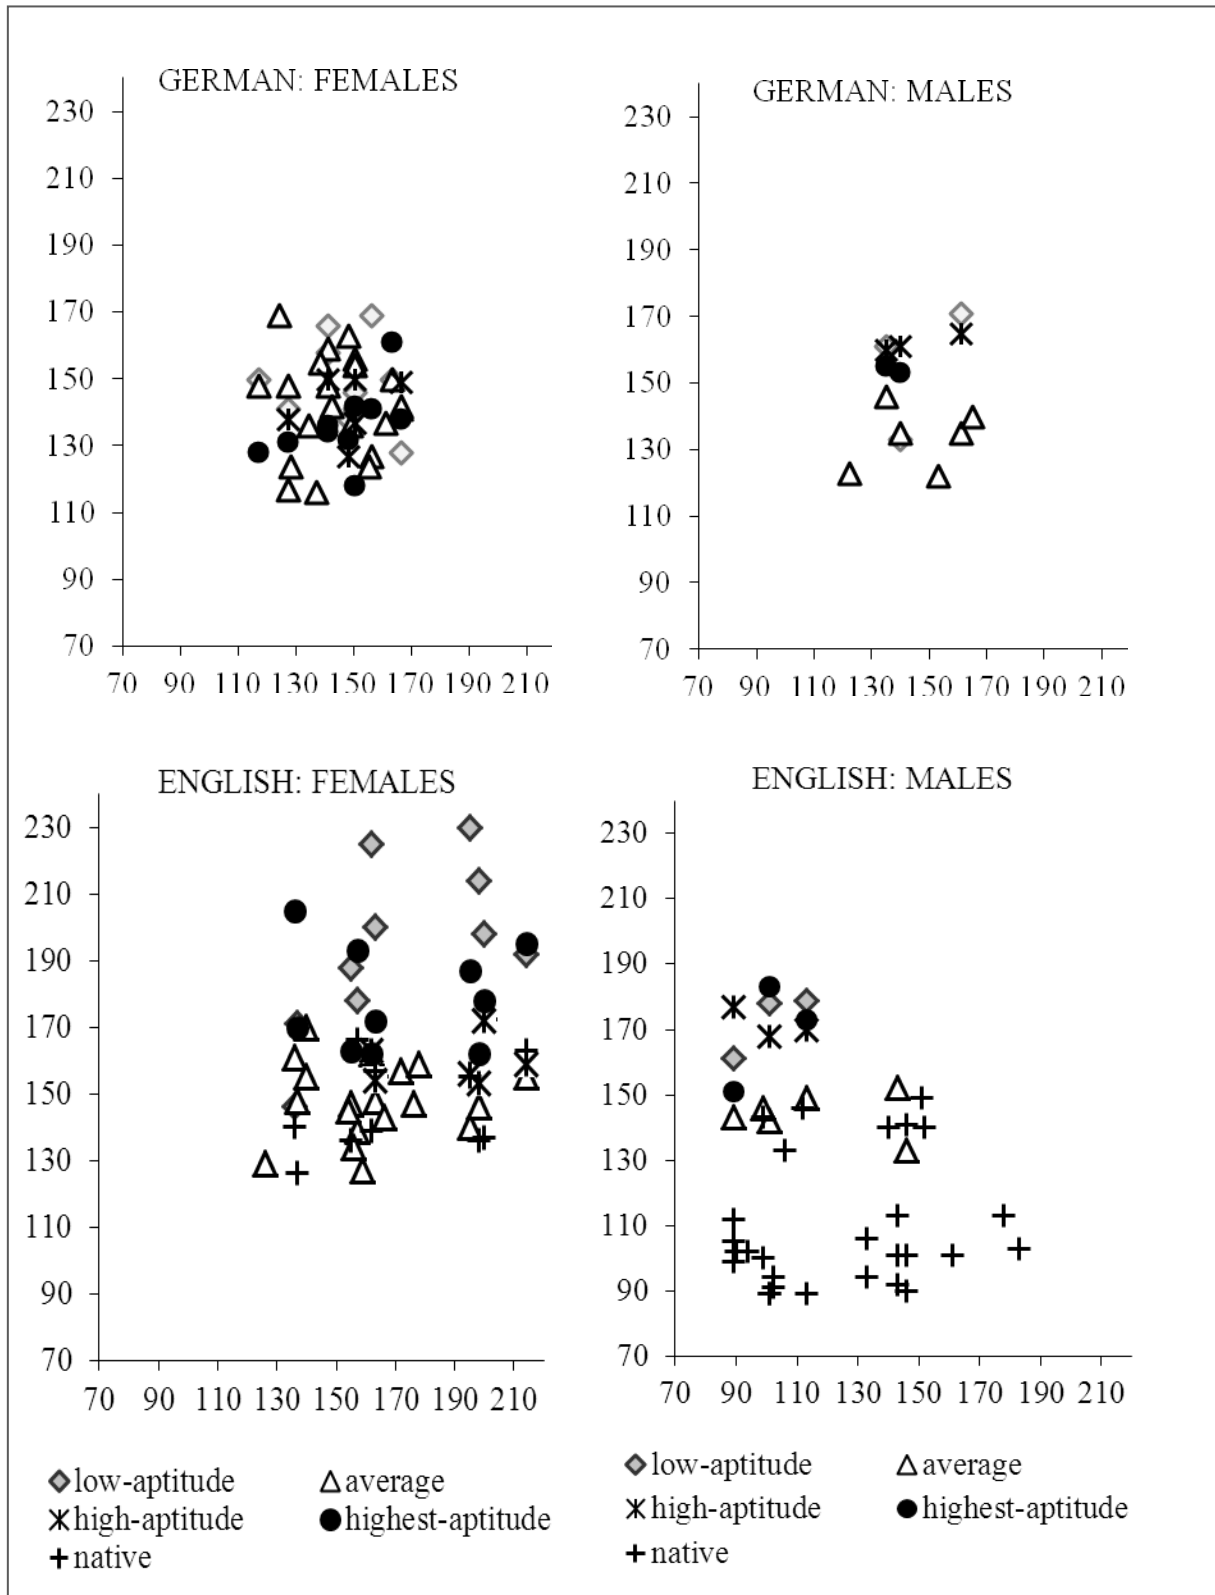 GERMAN: FEMALES
230
210
190
170
150
130
110
90
70
70 90 110 130 150 170 190 210
GERMAN: MALES
230
210
190
170
150
130
110
90
70
70 90 110 130 150 170 190 210
ENGLISH: FEMALES
230
210
190
170
150
130
110
90
70
70 90 110 130 150 170 190 210
low-aptitude average
high-aptitude highest-aptitude
native
ENGLISH: MALES
230
210
190
170
150
130
110
90
70
70 90 110 130 150 170 190 210
low-aptitude average
high-aptitude highest-aptitude
native